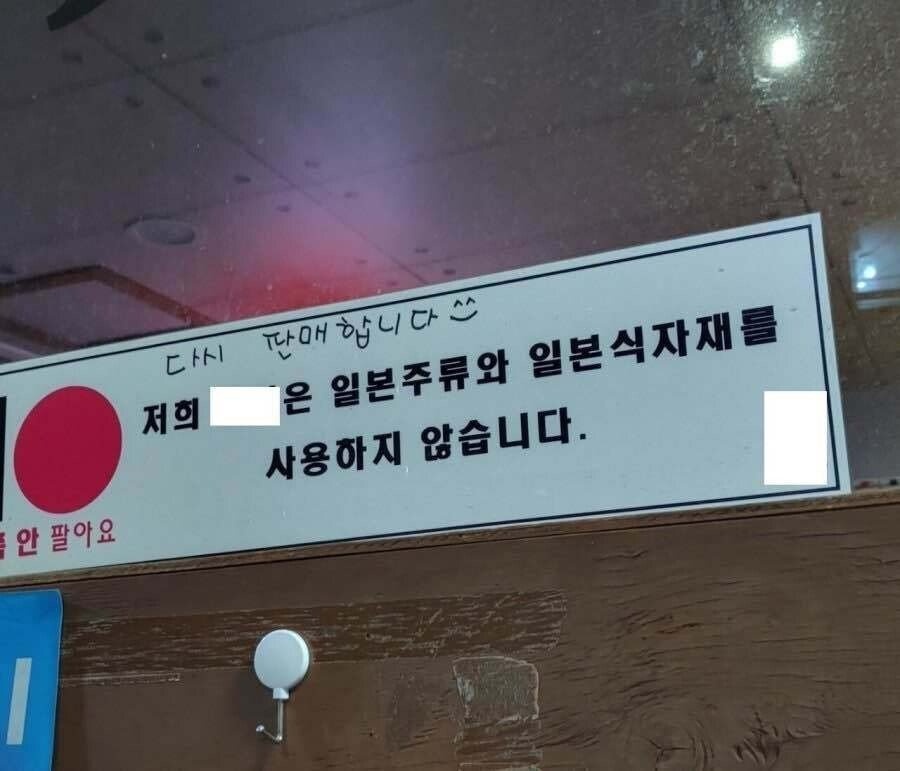 다시 판매합니다
저희 은 일본주류와 일본식자재를
사용하지 않습니다.
안 팔아요